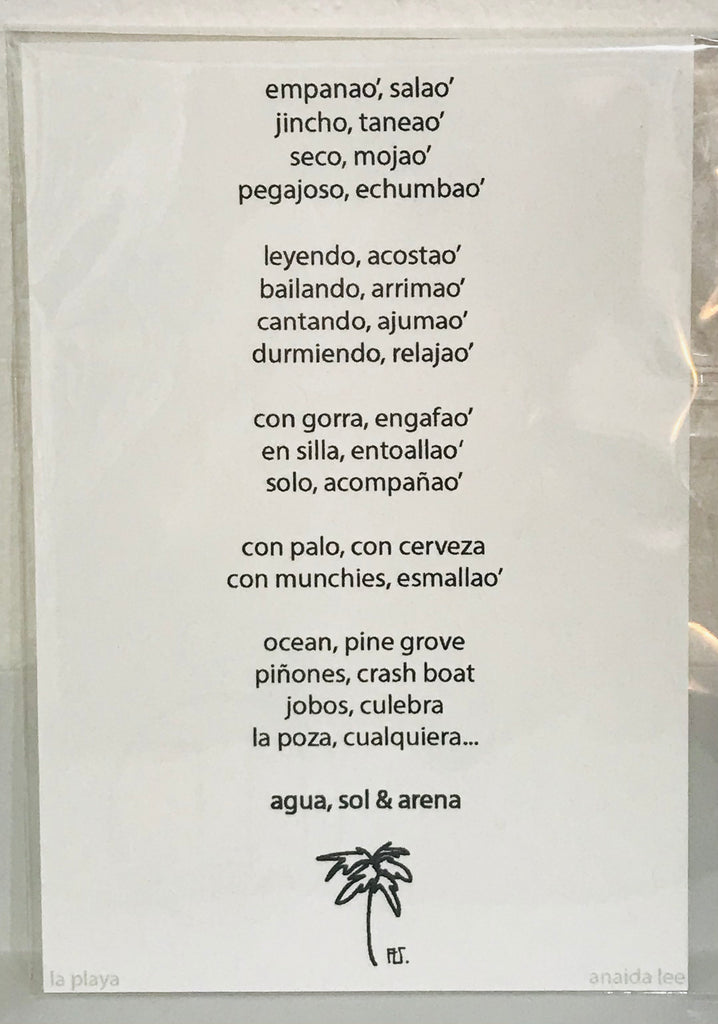 empanao', salao'
jincho, taneao'
seco, mojao'
pegajoso, echumbao'
leyendo, acostao'
bailando, arrimao'
cantando, ajumao'
durmiendo, relajao'
con gorra, engafao'
en silla, entoallao'
solo, acompañao'
con palo, con cerveza
con munchies, esmallao'
ocean, pine grove
piñones, crash boat
jobos, culebra
la poza, cualquiera...
agua, sol & arena
la playa
anaida lee